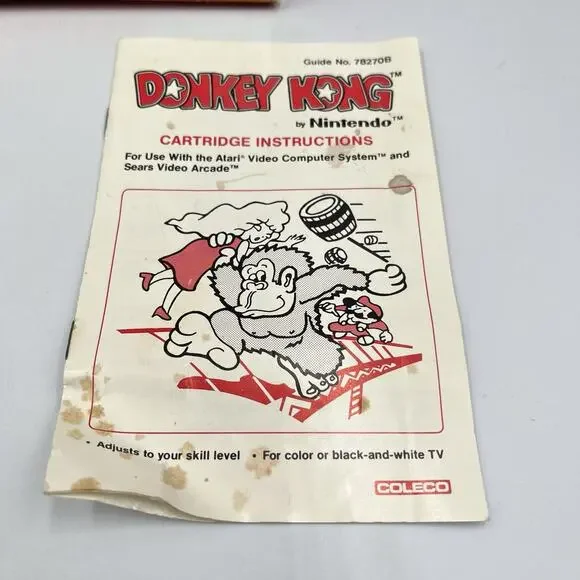 Guide No. 78270B
DONKEY KONG™
by Nintendo™
CARTRIDGE INSTRUCTIONS
For Use With the Atari® Video Computer System™ and
Sears Video Arcade™
• Adjusts to your skill level • For color or black-and-white TV
COLECO